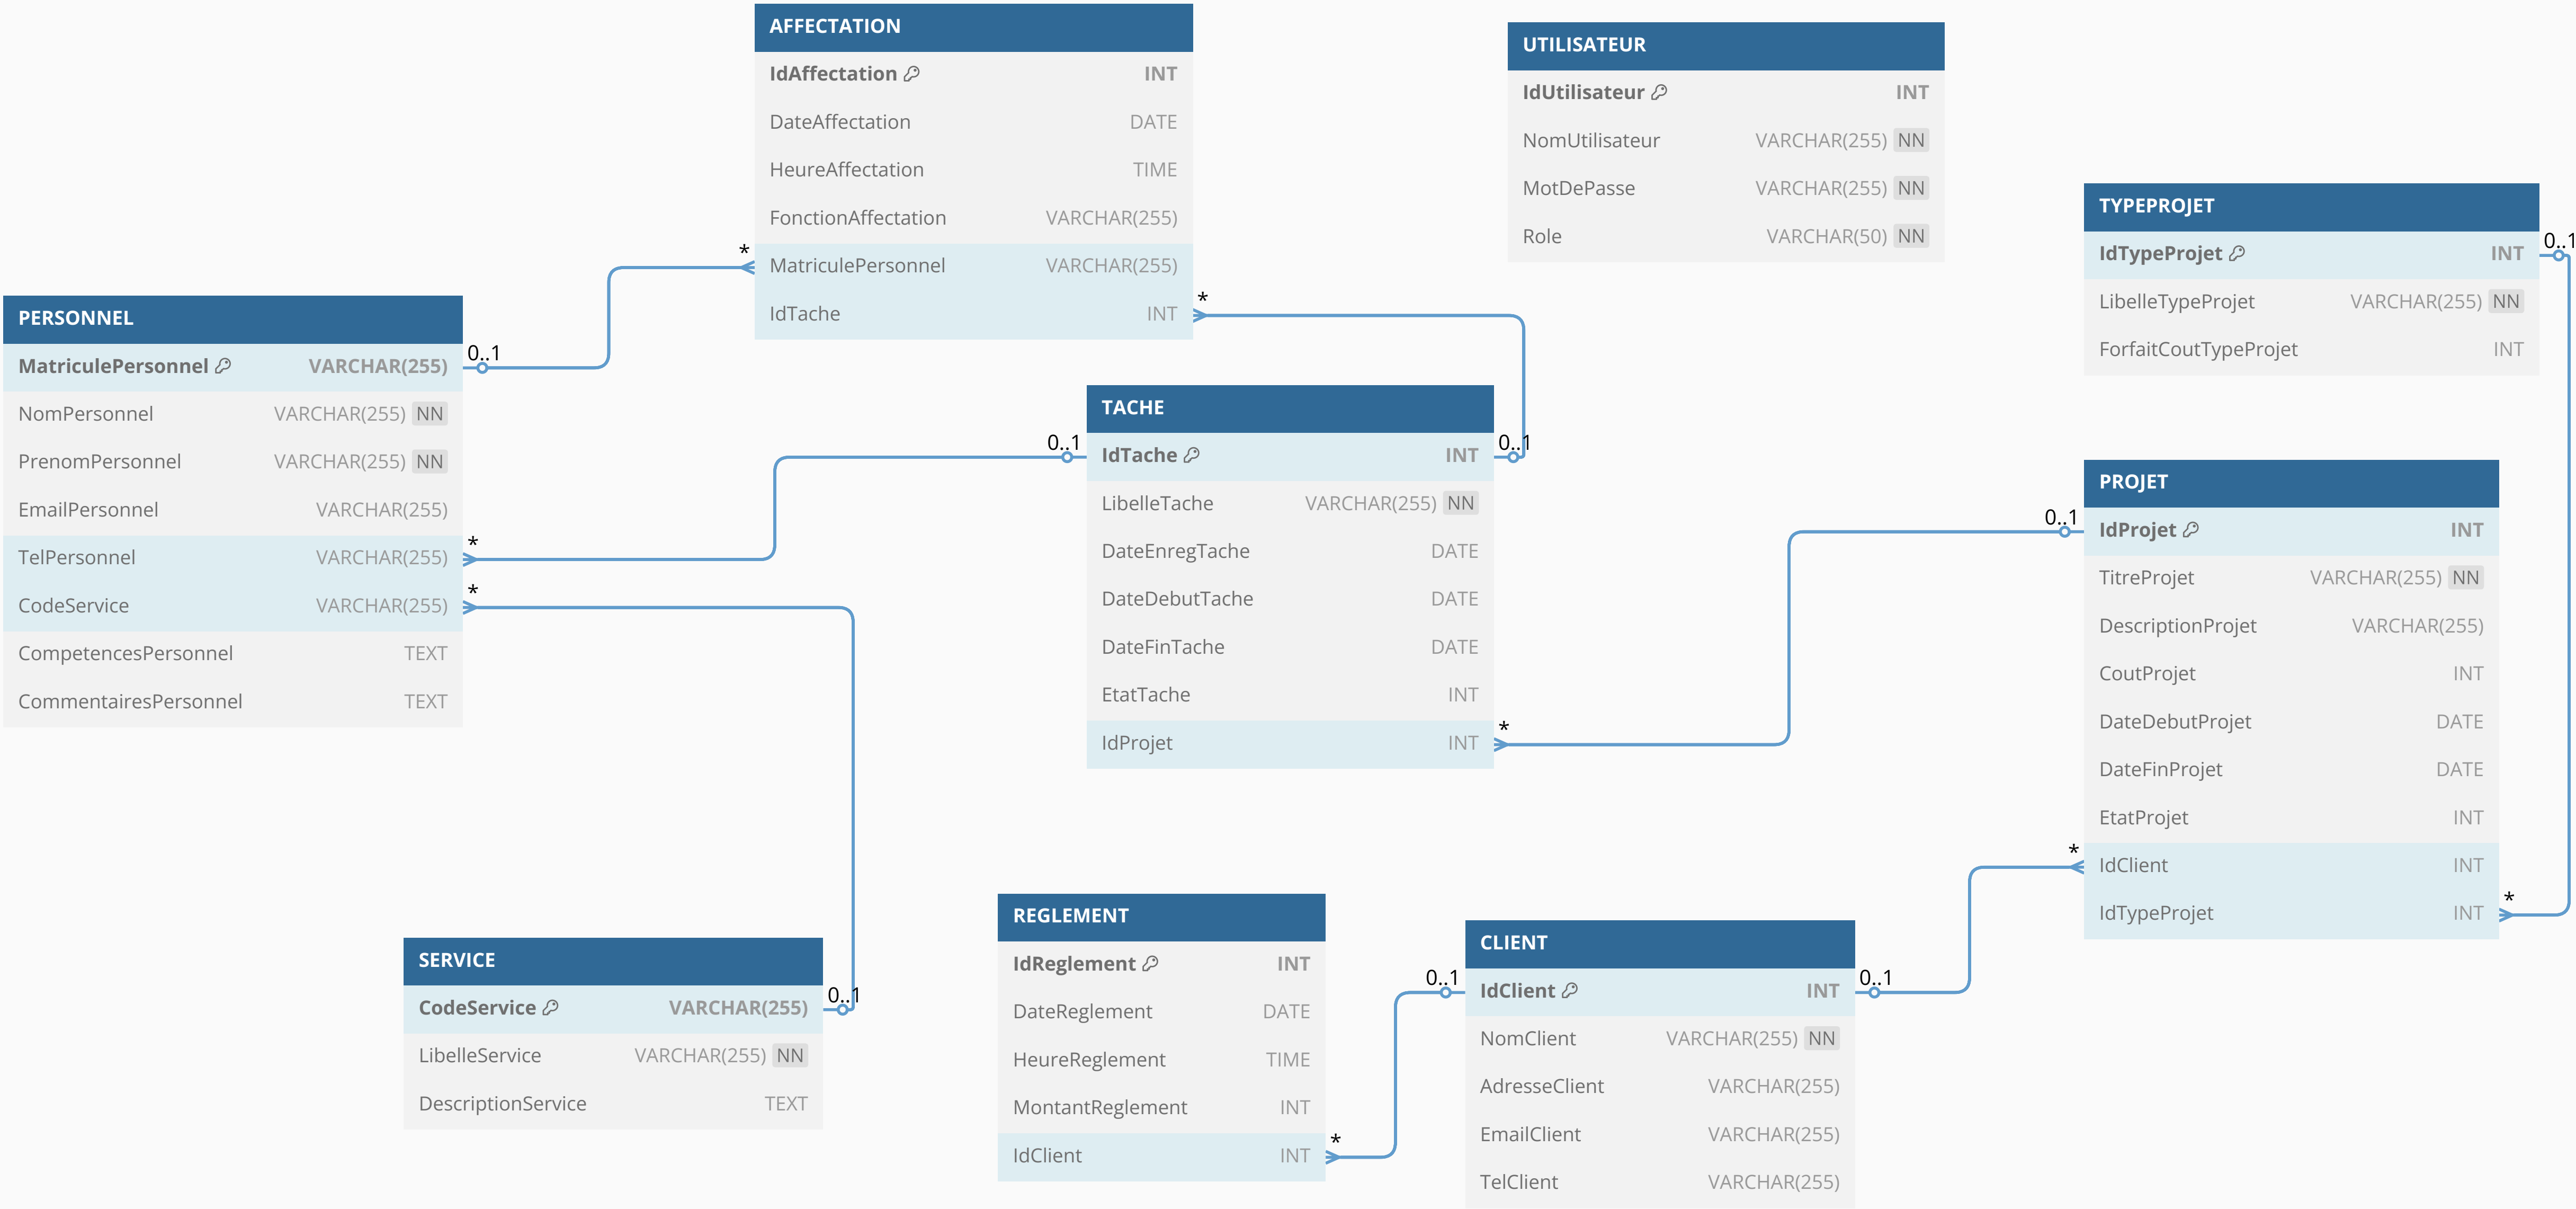 AFFECTATION
IdAffectation INT
DateAffectation DATE
HeureAffectation TIME
FonctionAffectation VARCHAR(255)
* MatriculePersonnel VARCHAR(255)
IdTache INT *
UTILISATEUR
IdUtilisateur INT
NomUtilisateur VARCHAR(255) NN
MotDePasse VARCHAR(255) NN
Role VARCHAR(50) NN
TYPEPROJET
IdTypeProjet INT 0..1
LibelleTypeProjet VARCHAR(255) NN
ForfaitCoutTypeProjet INT
PERSONNEL
MatriculePersonnel VARCHAR(255) 0..1
NomPersonnel VARCHAR(255) NN
PrenomPersonnel VARCHAR(255) NN
EmailPersonnel VARCHAR(255)
TelPersonnel VARCHAR(255) *
CodeService VARCHAR(255) *
CompetencesPersonnel TEXT
CommentairesPersonnel TEXT
TACHE
0..1 IdTache INT 0..1
LibelleTache VARCHAR(255) NN
DateEnregTache DATE
DateDebutTache DATE
DateFinTache DATE
EtatTache INT
IdProjet INT *
PROJET
0..1 IdProjet INT
TitreProjet VARCHAR(255) NN
DescriptionProjet VARCHAR(255)
CoutProjet INT
DateDebutProjet DATE
DateFinProjet DATE
EtatProjet INT
* IdClient INT
IdTypeProjet INT *
SERVICE
CodeService VARCHAR(255) 0..1
LibelleService VARCHAR(255) NN
DescriptionService TEXT
REGLEMENT
IdReglement INT
DateReglement DATE
HeureReglement TIME
MontantReglement INT
IdClient INT *
CLIENT
0..1 IdClient INT 0..1
NomClient VARCHAR(255) NN
AdresseClient VARCHAR(255)
EmailClient VARCHAR(255)
TelClient VARCHAR(255)